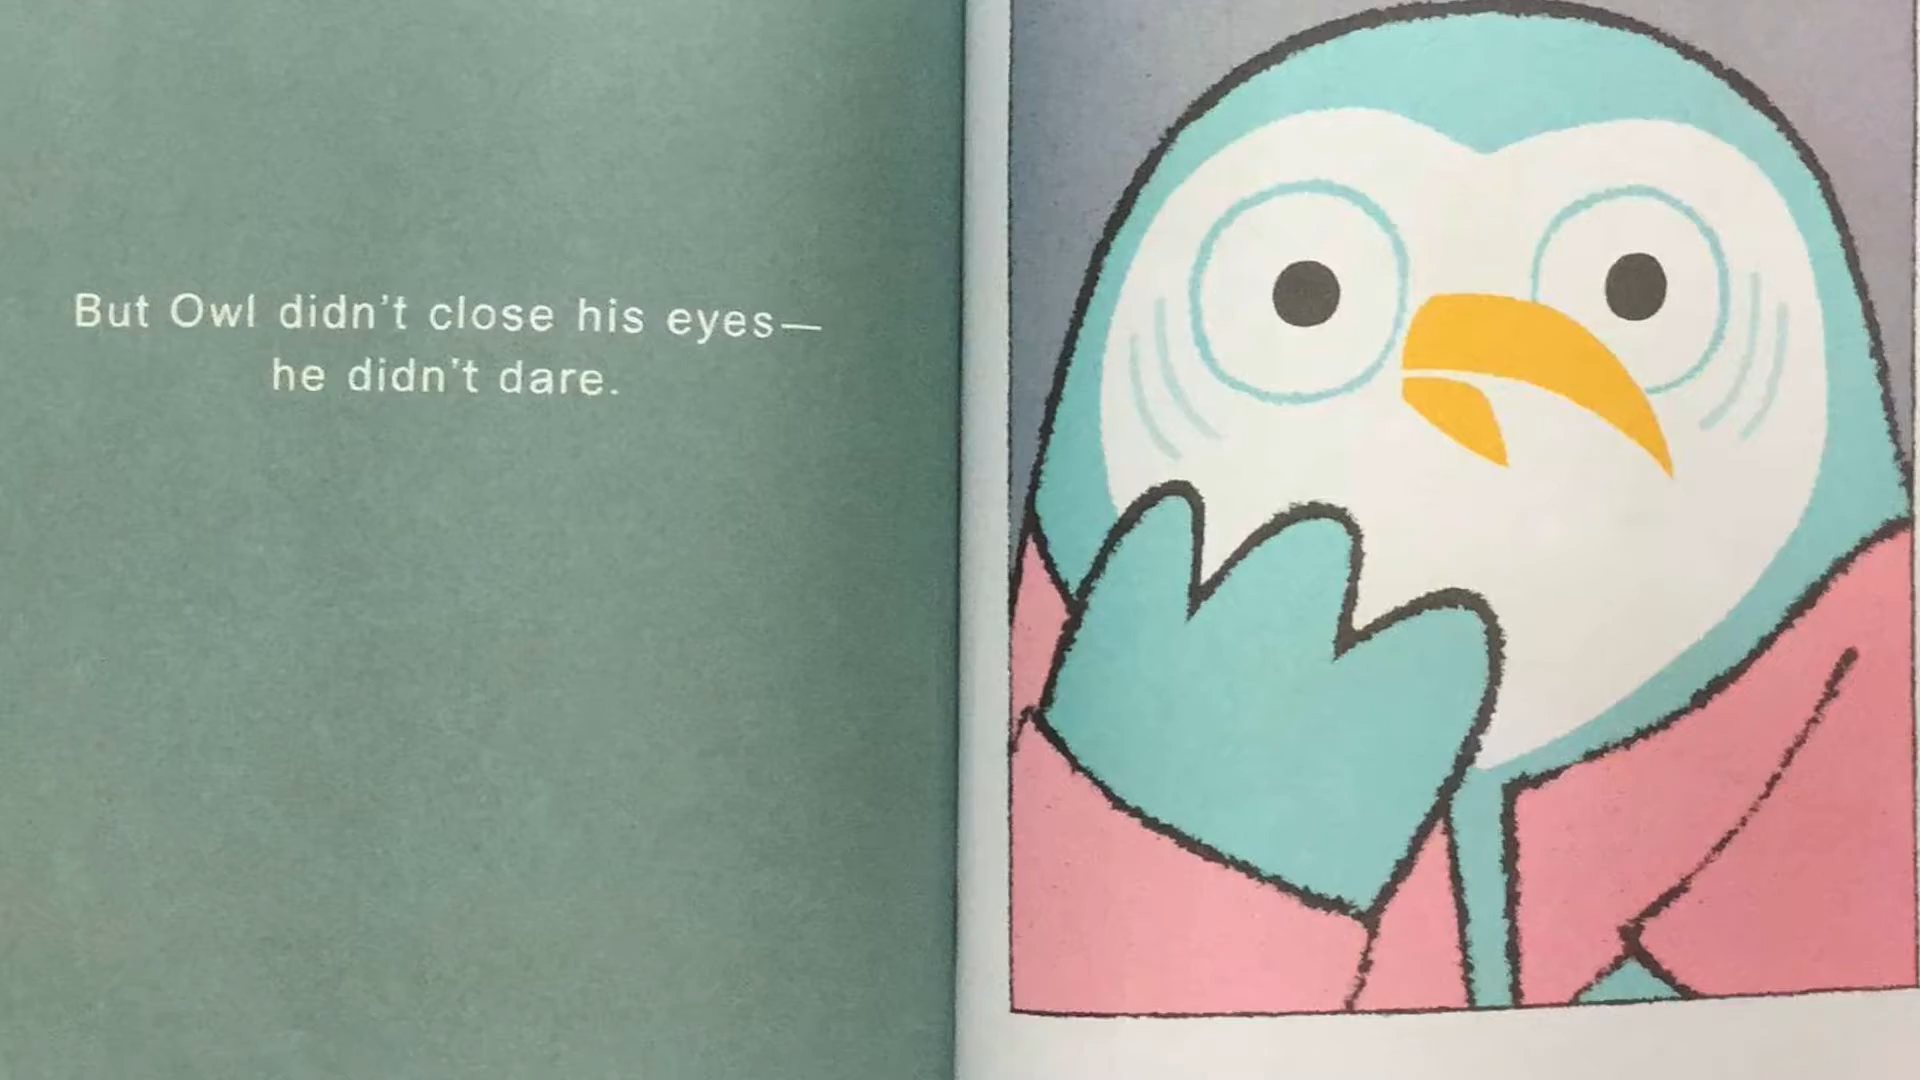 But Owl didn't close his eyes—
he didn't dare.